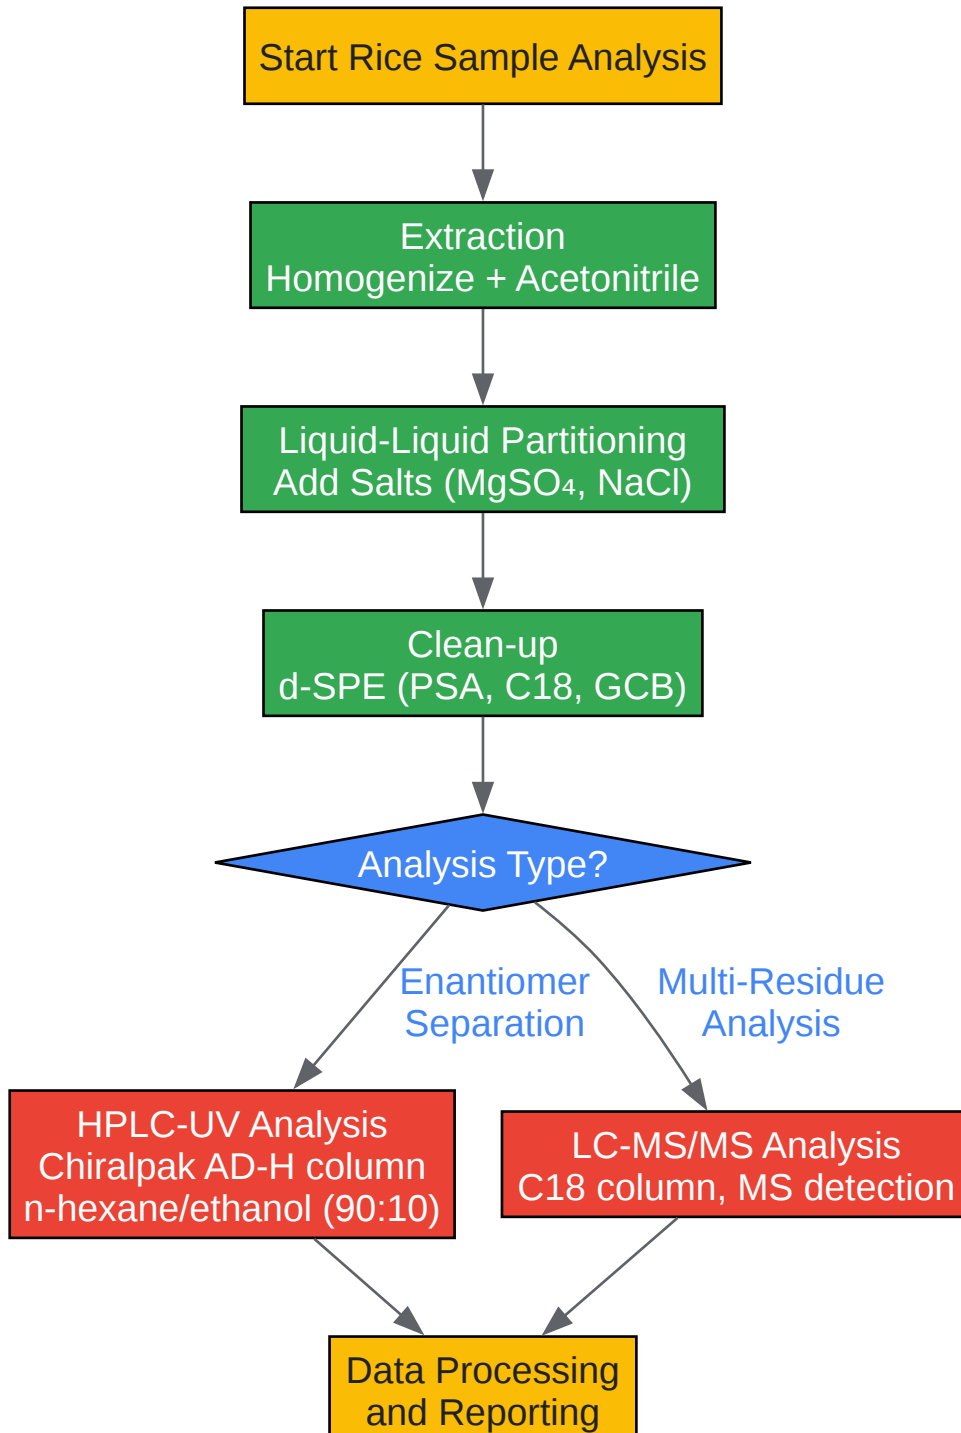 Start Rice Sample Analysis
Extraction
Homogenize + Acetonitrile
Liquid-Liquid Partitioning
Add Salts (MgSO₄, NaCl)
Clean-up
d-SPE (PSA, C18, GCB)
Analysis Type?
Enantiomer
Separation
Multi-Residue
Analysis
HPLC-UV Analysis
Chiralpak AD-H column
n-hexane/ethanol (90:10)
LC-MS/MS Analysis
C18 column, MS detection
Data Processing
and Reporting